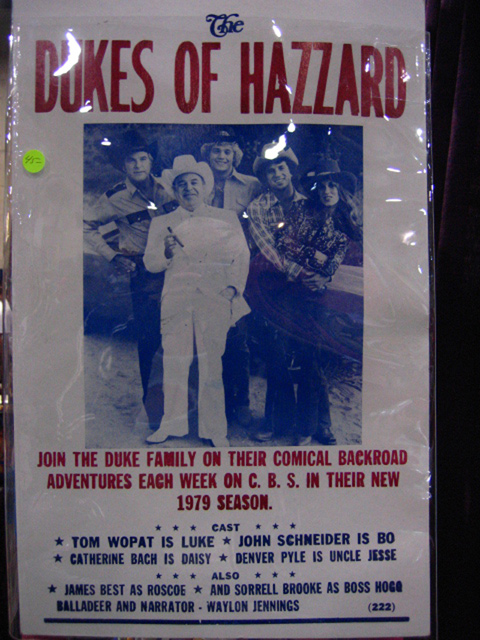 The
DUKES OF HAZZARD
JOIN THE DUKE FAMILY ON THEIR COMICAL BACKROAD
ADVENTURES EACH WEEK ON C. B. S. IN THEIR NEW
1979 SEASON.
★ ★ ★ CAST ★ ★ ★
★ TOM WOPAT IS LUKE ★ JOHN SCHNEIDER IS BO
★ CATHERINE BACH IS DAISY ★ DENVER PYLE IS UNCLE JESSE
★ ★ ★ ALSO ★ ★ ★
★ JAMES BEST AS ROSCOE ★ AND SORRELL BROOKE AS BOSS HOGG
BALLADEER AND NARRATOR - WAYLON JENNINGS (222)